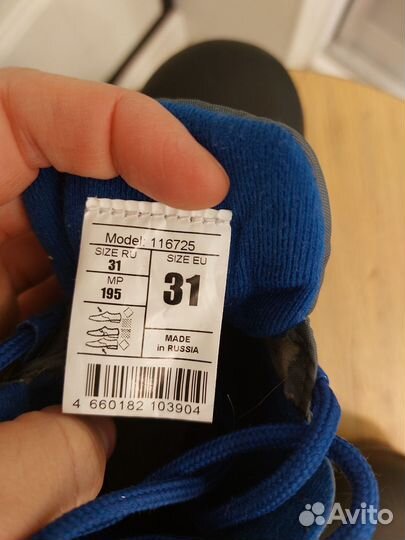 Model: 116725
SIZE RU
31
MP
195
SIZE EU
31
MADE
in RUSSIA
4 660182 103904
Avito